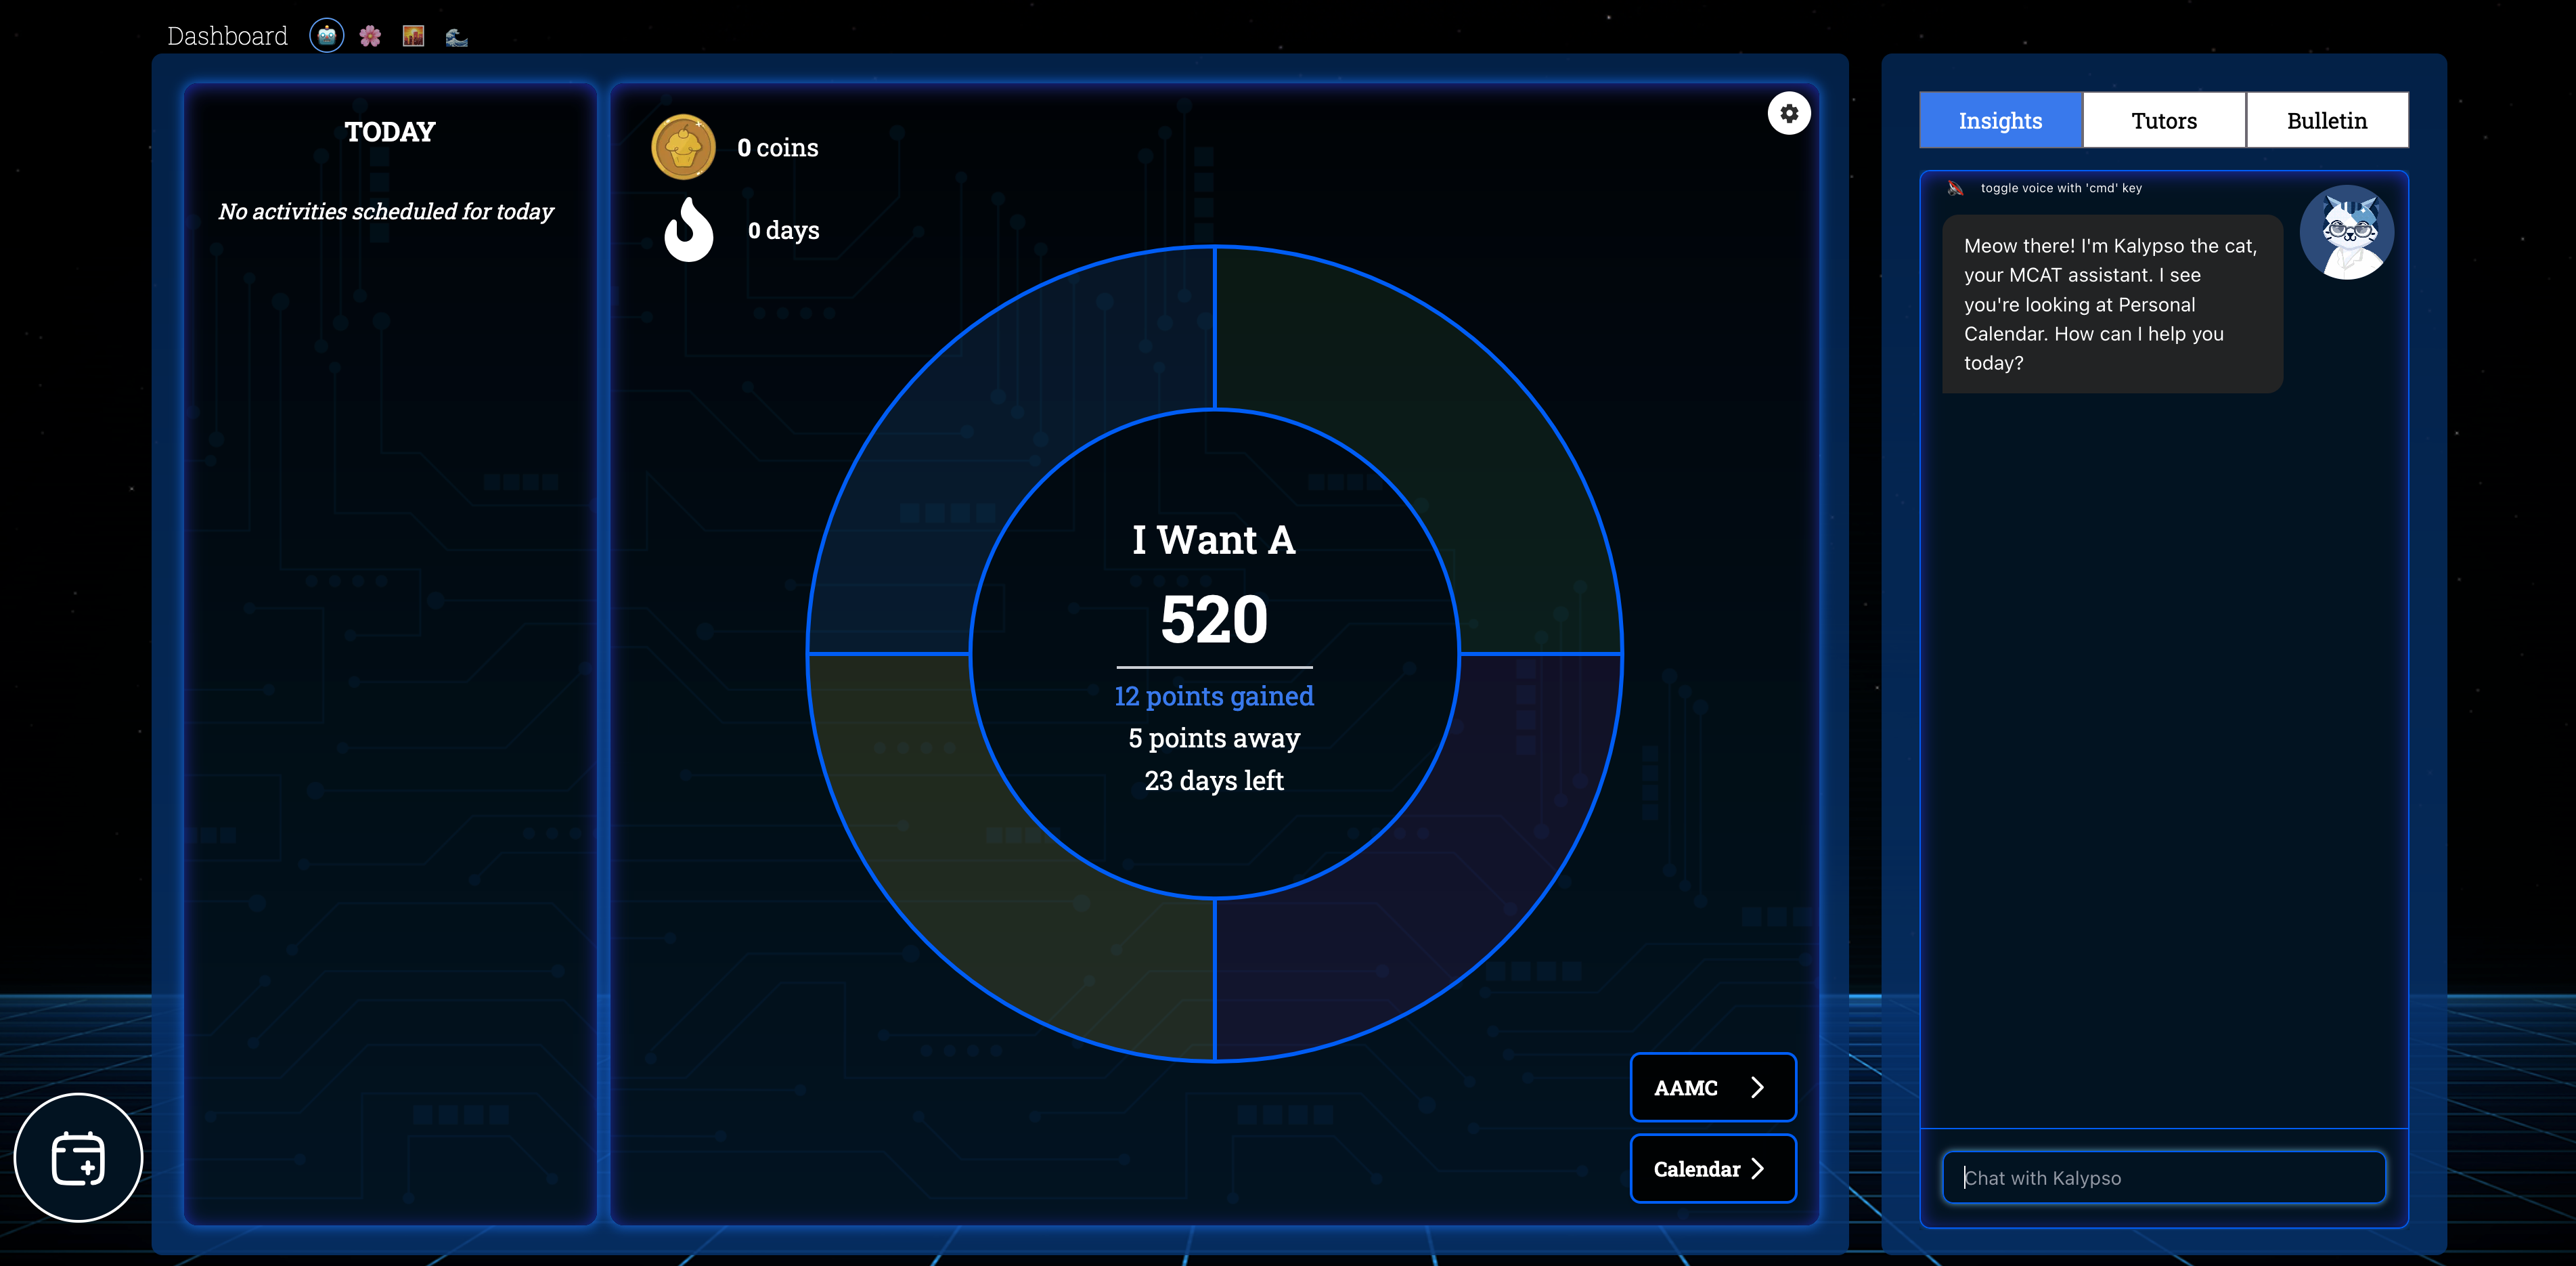 Dashboard
TODAY
No activities scheduled for today
0 coins
0 days
I Want A
520
12 points gained
5 points away
23 days left
AAMC
Calendar
Insights
Tutors
Bulletin
toggle voice with 'cmd' key
Meow there! I'm Kalypso the cat,
your MCAT assistant. I see
you're looking at Personal
Calendar. How can I help you
today?
Chat with Kalypso